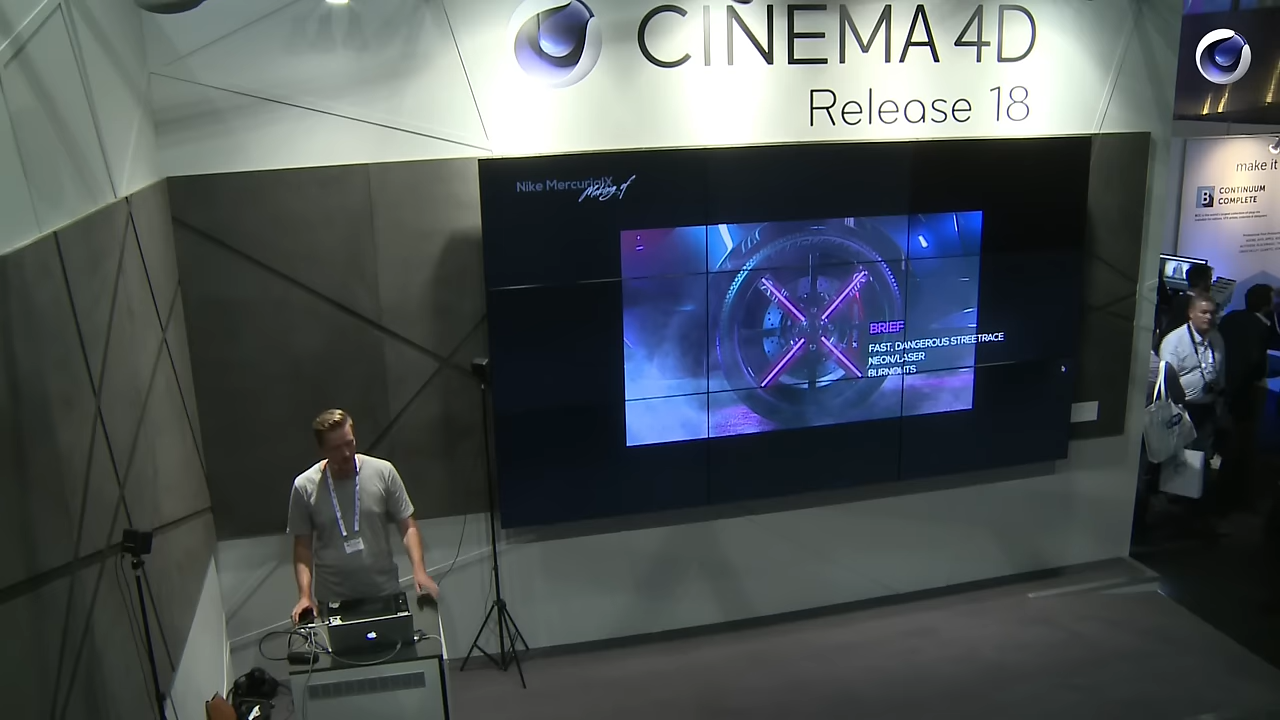 CINEMA 4D
Release 18
Nike MercurialX
Making of
BRIEF
FAST, DANGEROUS STREETRACE
NEON/LASER
BURNOUTS
make it
CONTINUUM
COMPLETE